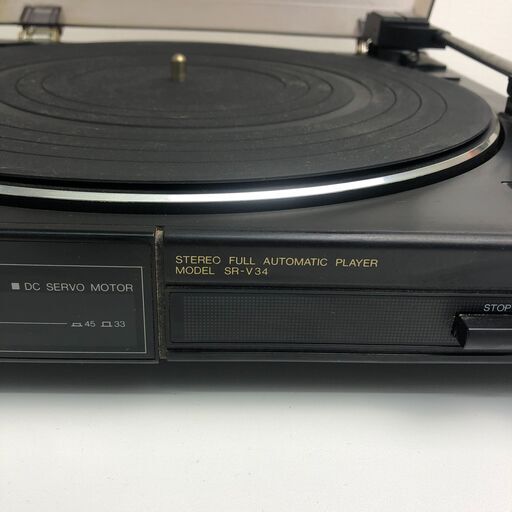 STEREO FULL AUTOMATIC PLAYER
MODEL SR-V34
■ DC SERVO MOTOR
45 33
STOP